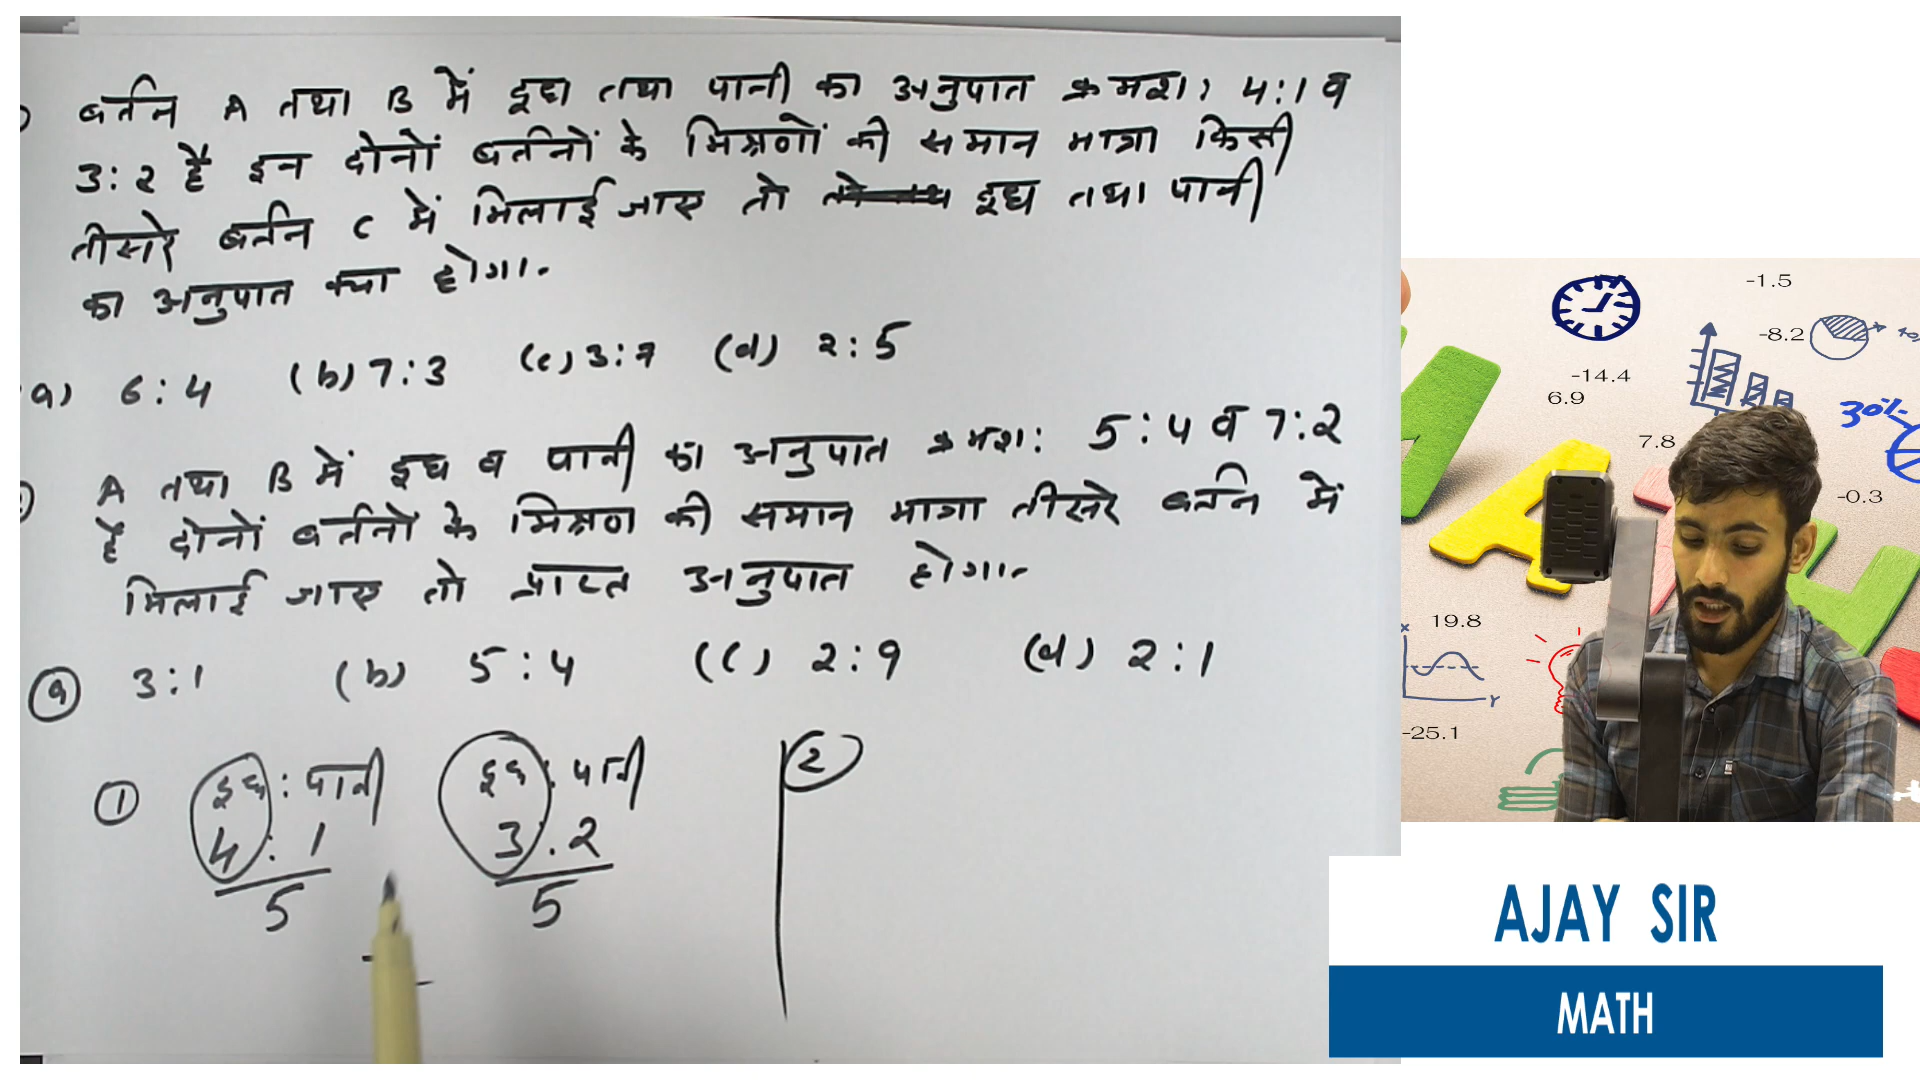 बर्तन A तथा B में दूध तथा पानी का अनुपात क्रमशः 4:1 व
3:2 है इन दोनों बर्तनों के मिश्रणों की समान मात्रा किसी
तीसरे बर्तन C में मिलाई जाए तो दूध तथा पानी
का अनुपात क्या होगा.
a) 6:4 (b) 7:3 (c) 3:7 (d) 2:5
A तथा B में दूध व पानी का अनुपात क्रमशः 5:4 व 7:2
है दोनों बर्तनों के मिश्रण की समान मात्रा तीसरे बर्तन में
मिलाई जाए तो प्राप्त अनुपात होगा.
(a) 3:1 (b) 5:4 (c) 2:9 (d) 2:1
① दूध : पानी दूध : पानी ②
4 : 1 3 : 2
5 5
-1.5
-8.2
-14.4
6.9
30%
7.8
-0.3
19.8
x
Y
-25.1
AJAY SIR
MATH